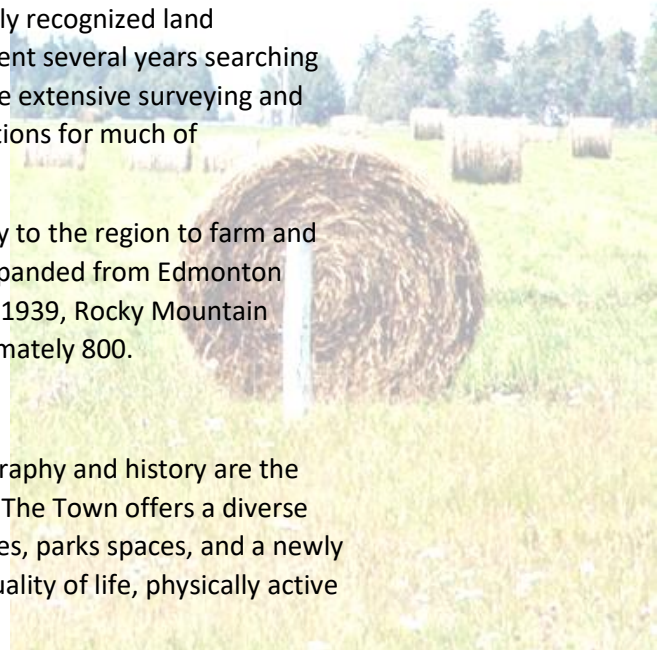 ly recognized land
ent several years searching
e extensive surveying and
tions for much of
y to the region to farm and
panded from Edmonton
1939, Rocky Mountain
mately 800.
raphy and history are the
The Town offers a diverse
es, parks spaces, and a newly
uality of life, physically active